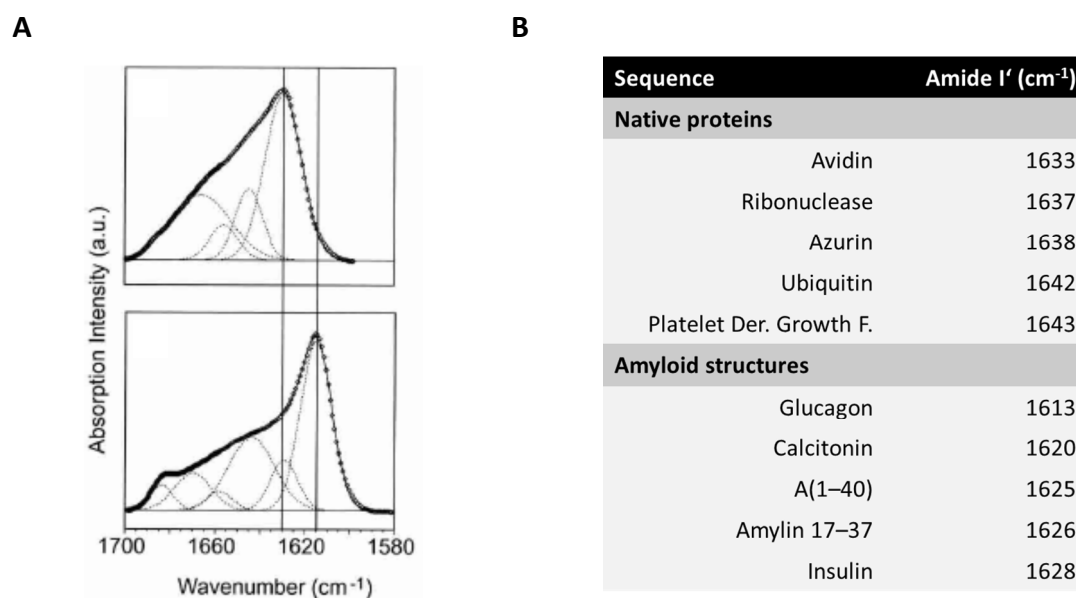 A
B
Absorption Intensity (a.u.)
1700 1660 1620 1580
Wavenumber (cm-1)
Sequence Amide I‘ (cm-1)
Native proteins
Avidin 1633
Ribonuclease 1637
Azurin 1638
Ubiquitin 1642
Platelet Der. Growth F. 1643
Amyloid structures
Glucagon 1613
Calcitonin 1620
A(1–40) 1625
Amylin 17–37 1626
Insulin 1628